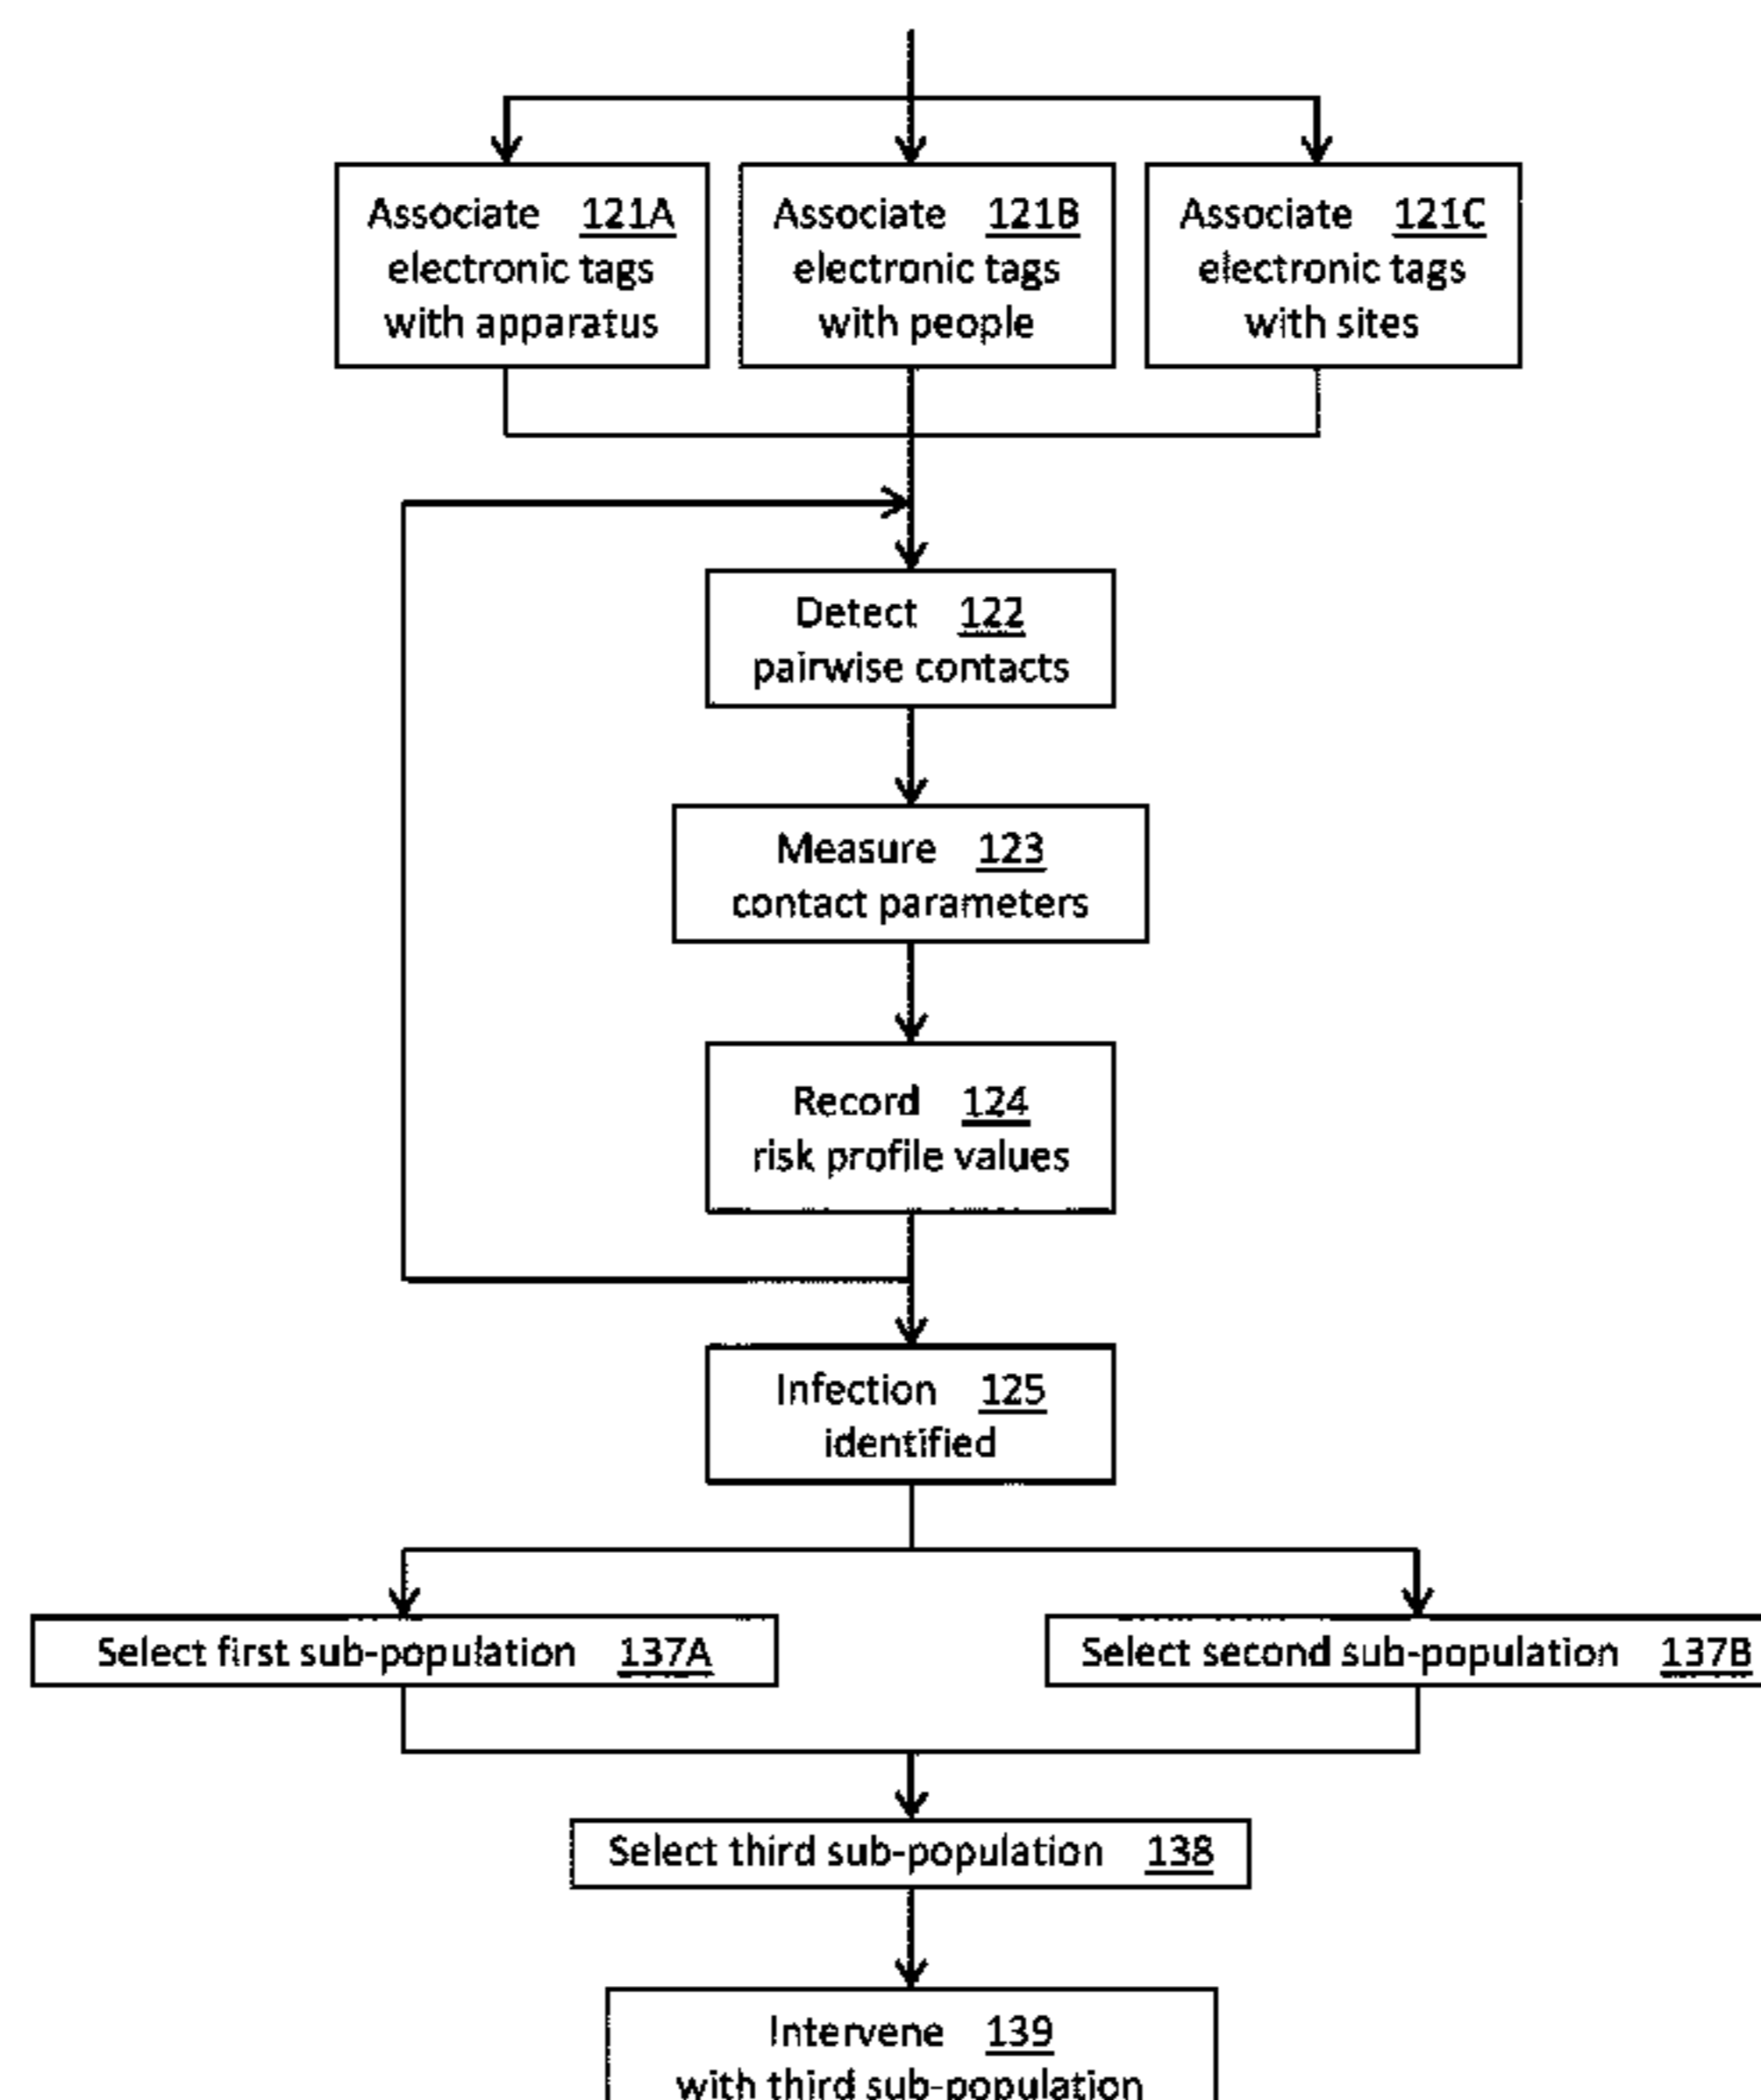 Associate 121A
electronic tags
with apparatus
Associate 121B
electronic tags
with people
Associate 121C
electronic tags
with sites
Detect 122
pairwise contacts
Measure 123
contact parameters
Record 124
risk profile values
Infection 125
identified
Select first sub-population 137A
Select second sub-population 137B
Select third sub-population 138
Intervene 139
with third sub-population